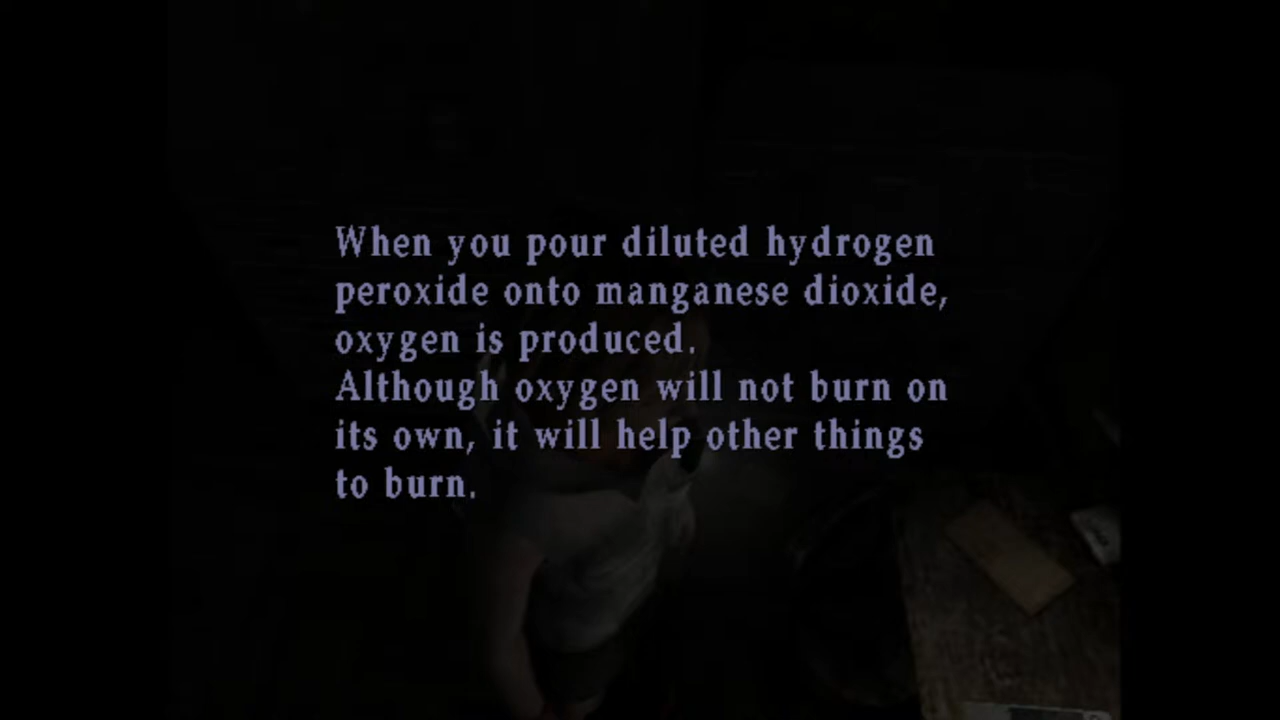 When you pour diluted hydrogen
peroxide onto manganese dioxide,
oxygen is produced.
Although oxygen will not burn on
its own, it will help other things
to burn.